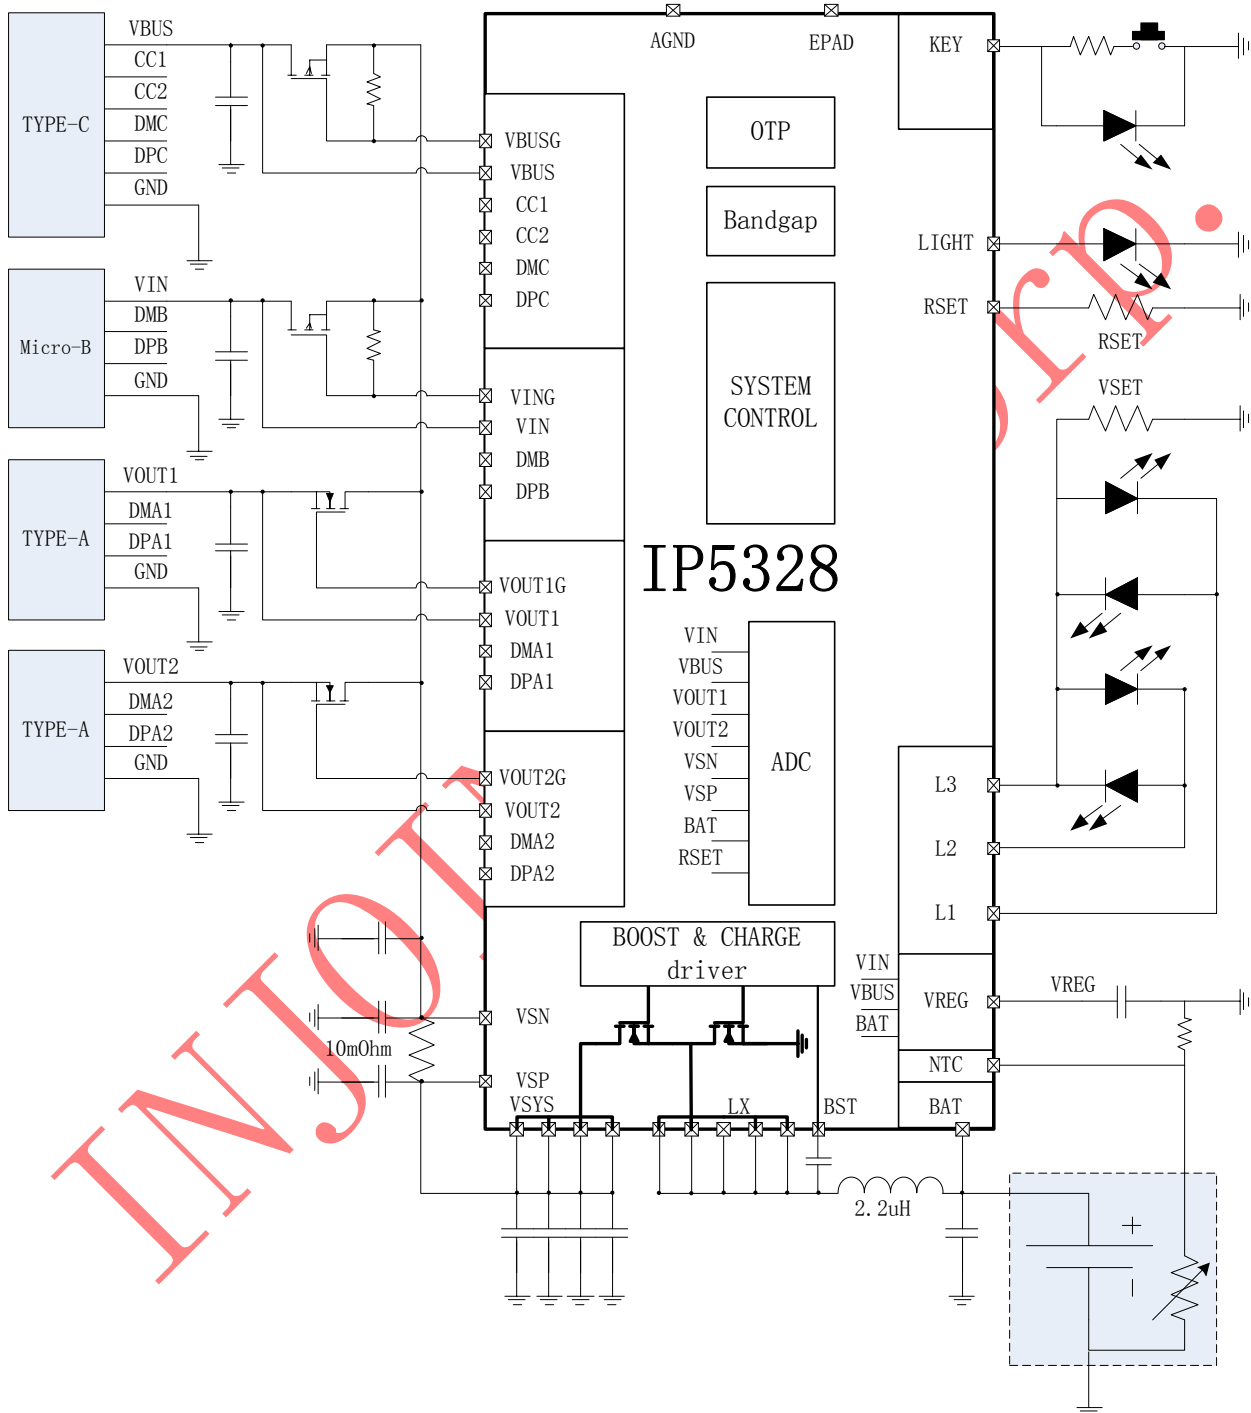 AGND
EPAD
VBUS
CC1
CC2
DMC
DPC
GND
TYPE-C
VIN
DMB
DPB
GND
Micro-B
VOUT1
DMA1
DPA1
GND
TYPE-A
VOUT2
DMA2
DPA2
GND
TYPE-A
VBUSG
VBUS
CC1
CC2
DMC
DPC
VING
VIN
DMB
DPB
VOUT1G
VOUT1
DMA1
DPA1
VOUT2G
VOUT2
DMA2
DPA2
VSN
VSP
10mOhm
VSYS
LX
BST
OTP
Bandgap
SYSTEM
CONTROL
IP5328
VIN
VBUS
VOUT1
VOUT2
VSN
VSP
BAT
RSET
ADC
BOOST & CHARGE
driver
KEY
LIGHT
RSET
RSET
VSET
L3
L2
L1
VIN
VBUS
BAT
VREG
VREG
NTC
BAT
2.2uH
+